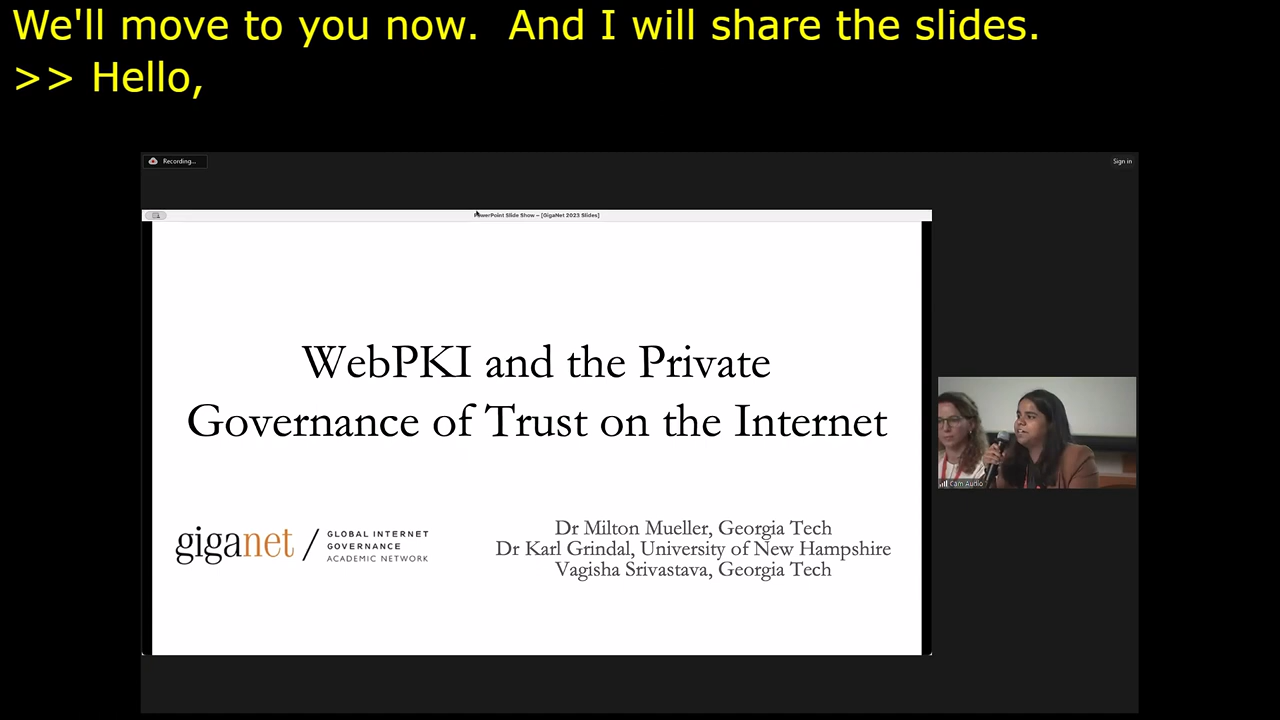 We'll move to you now.  And I will share the slides.
>> Hello,
Recording...
Sign in
PowerPoint Slide Show – [GigaNet 2023 Slides]
WebPKI and the Private
Governance of Trust on the Internet
giganet / GLOBAL INTERNET
GOVERNANCE
ACADEMIC NETWORK
Dr Milton Mueller, Georgia Tech
Dr Karl Grindal, University of New Hampshire
Vagisha Srivastava, Georgia Tech
Cam Audio